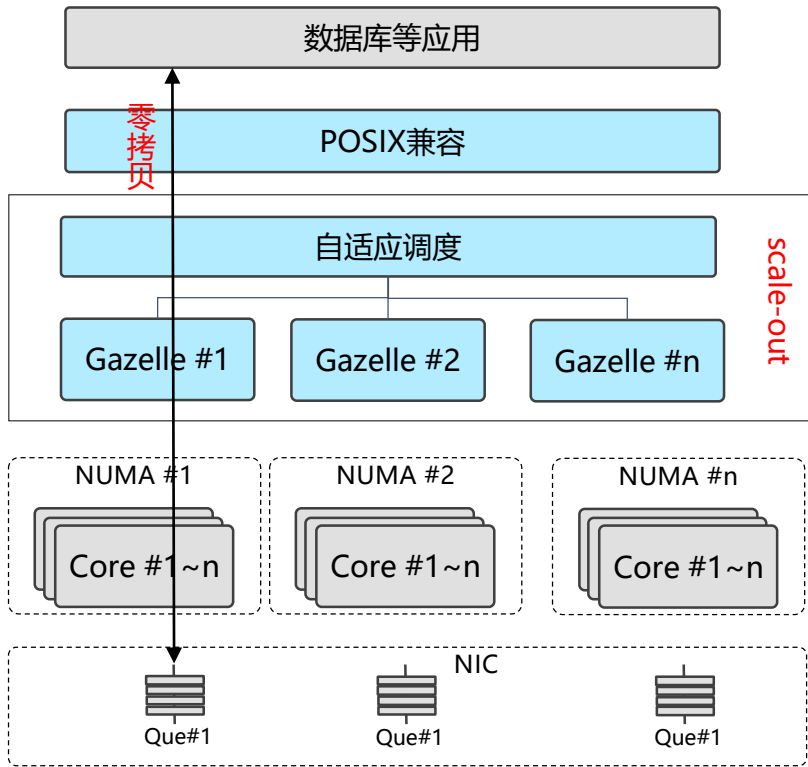 数据库等应用
零拷贝
POSIX兼容
自适应调度
scale-out
Gazelle #1
Gazelle #2
Gazelle #n
NUMA #1
NUMA #2
NUMA #n
Core #1~n
Core #1~n
Core #1~n
NIC
Que#1
Que#1
Que#1